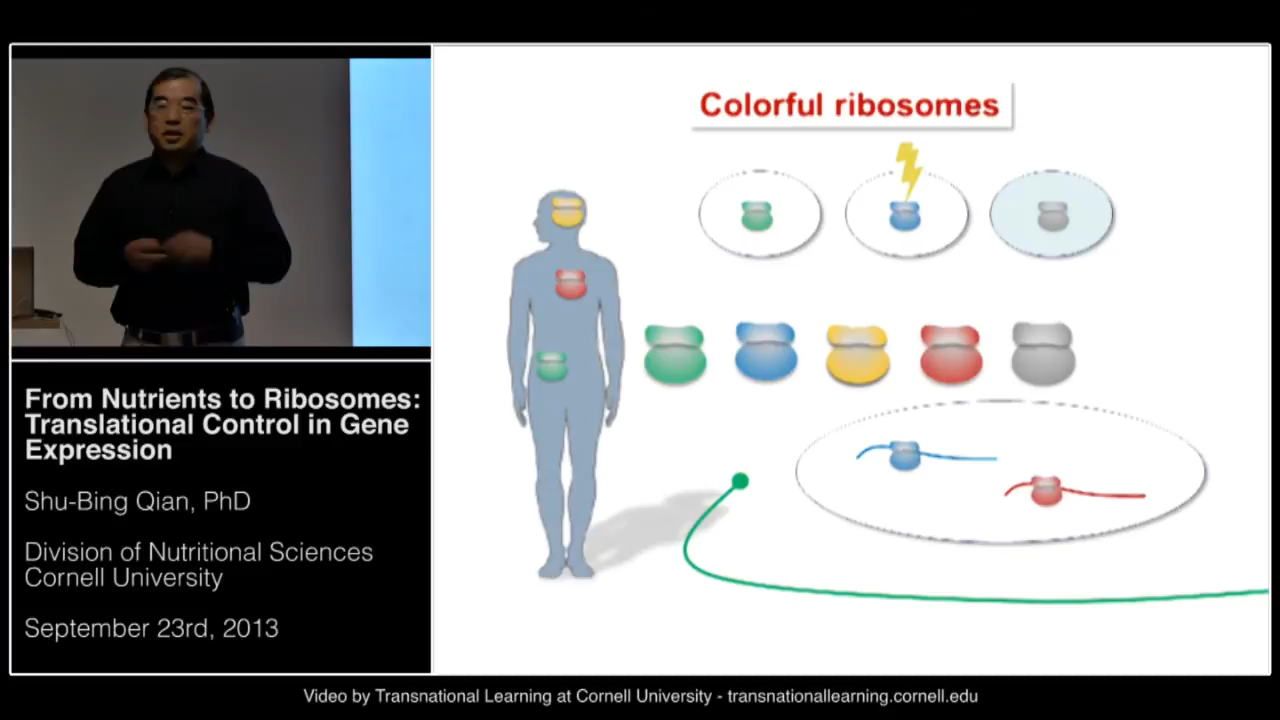 Colorful ribosomes
From Nutrients to Ribosomes:
Translational Control in Gene
Expression
Shu-Bing Qian, PhD
Division of Nutritional Sciences
Cornell University
September 23rd, 2013
Video by Transnational Learning at Cornell University - transnationallearning.cornell.edu